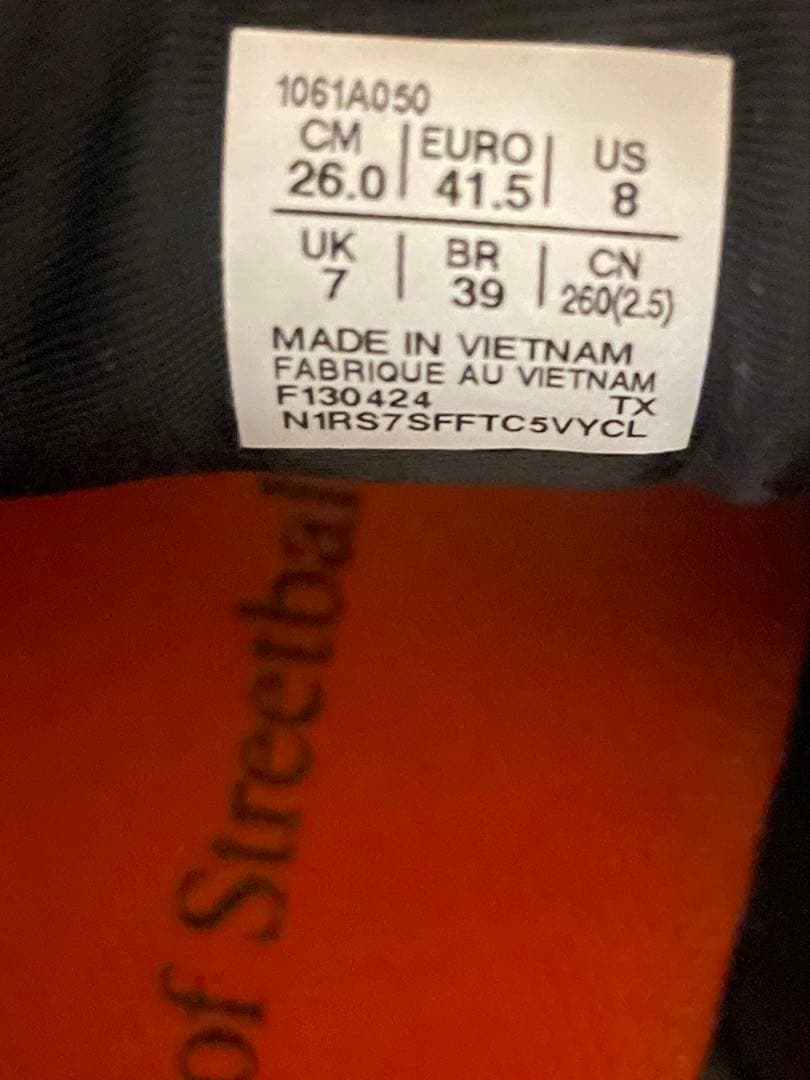 1061A050
CM | EURO | US
26.0 | 41.5 | 8
UK | BR | CN
7 | 39 | 260(2.5)
MADE IN VIETNAM
FABRIQUE AU VIETNAM
F130424 TX
N1RS7SFFTC5VYCL
of Streetball